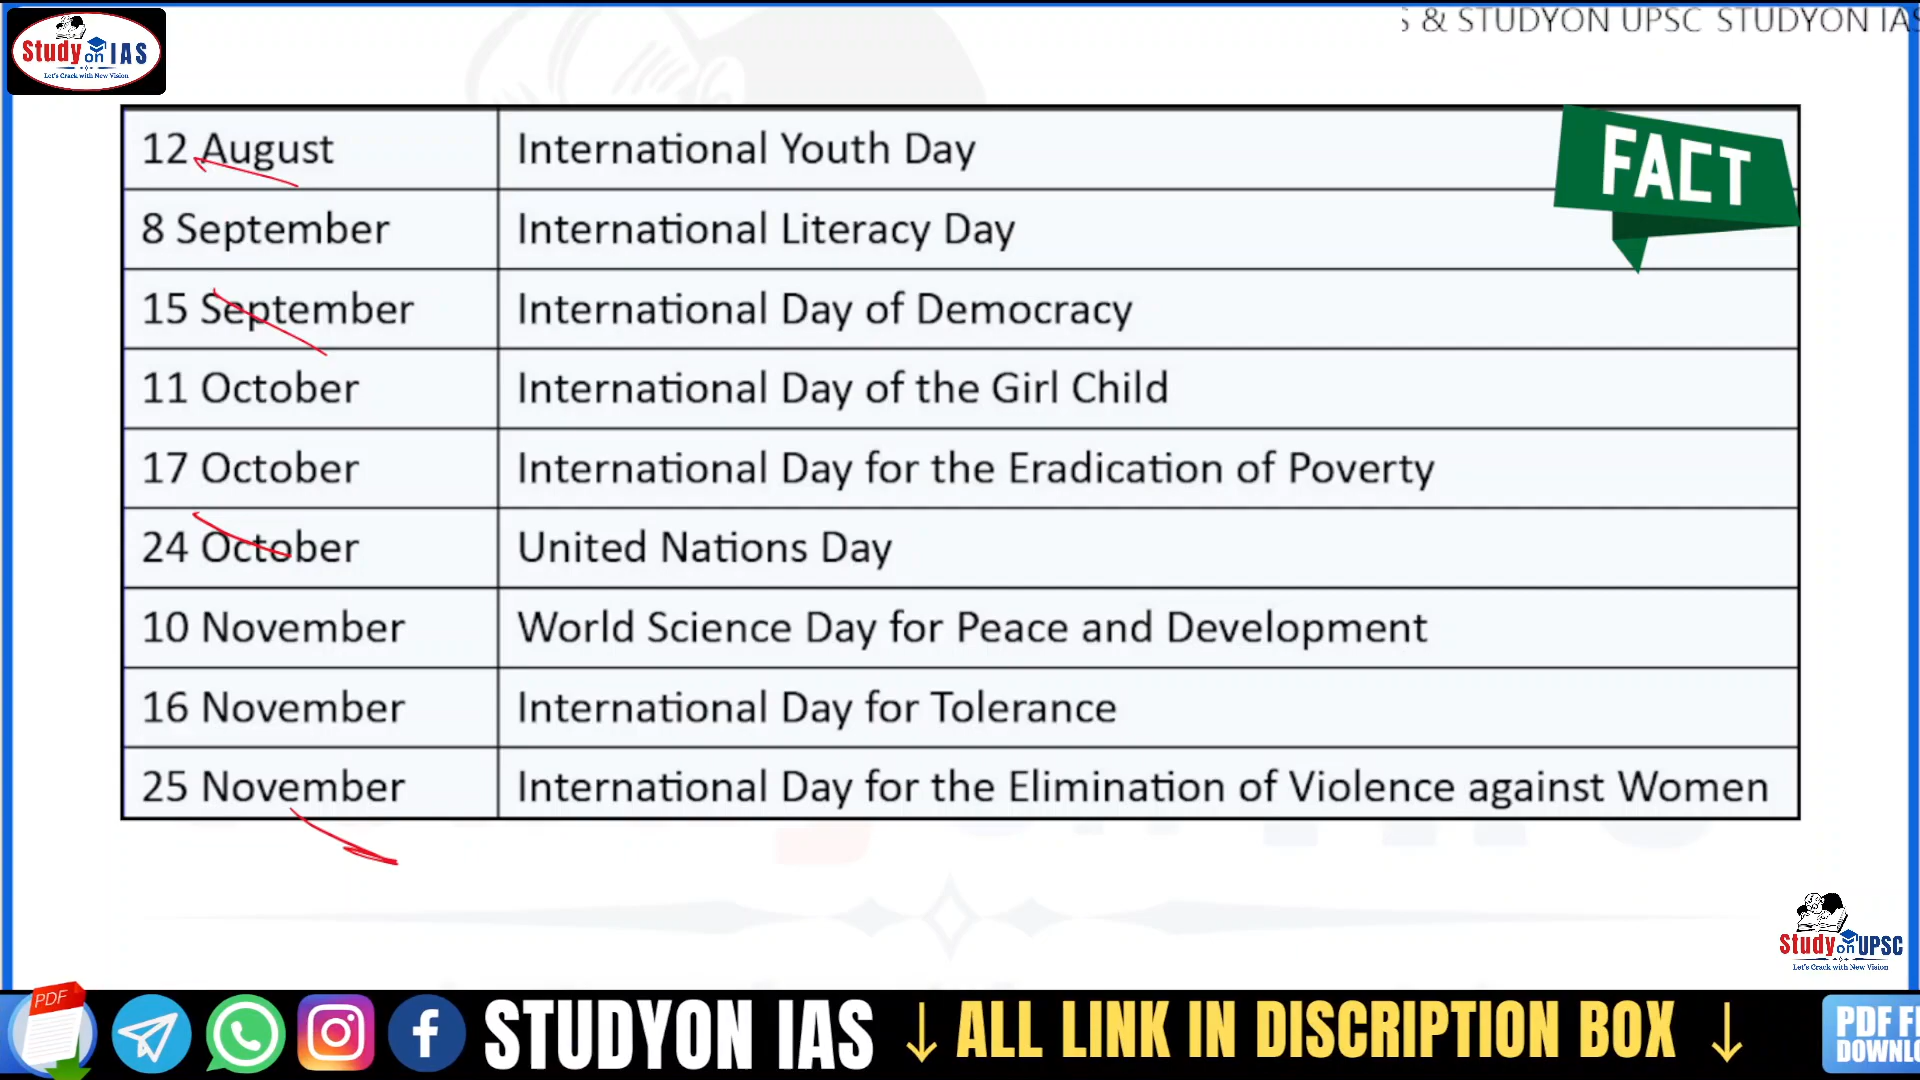 S & STUDYON UPSC STUDYON IAS
Study on IAS
Let's Crack with New Vision
FACT
12 August International Youth Day
8 September International Literacy Day
15 September International Day of Democracy
11 October International Day of the Girl Child
17 October International Day for the Eradication of Poverty
24 October United Nations Day
10 November World Science Day for Peace and Development
16 November International Day for Tolerance
25 November International Day for the Elimination of Violence against Women
Study on UPSC
Let's Crack with New Vision
PDF
STUDYON IAS ↓ ALL LINK IN DISCRIPTION BOX ↓
PDF